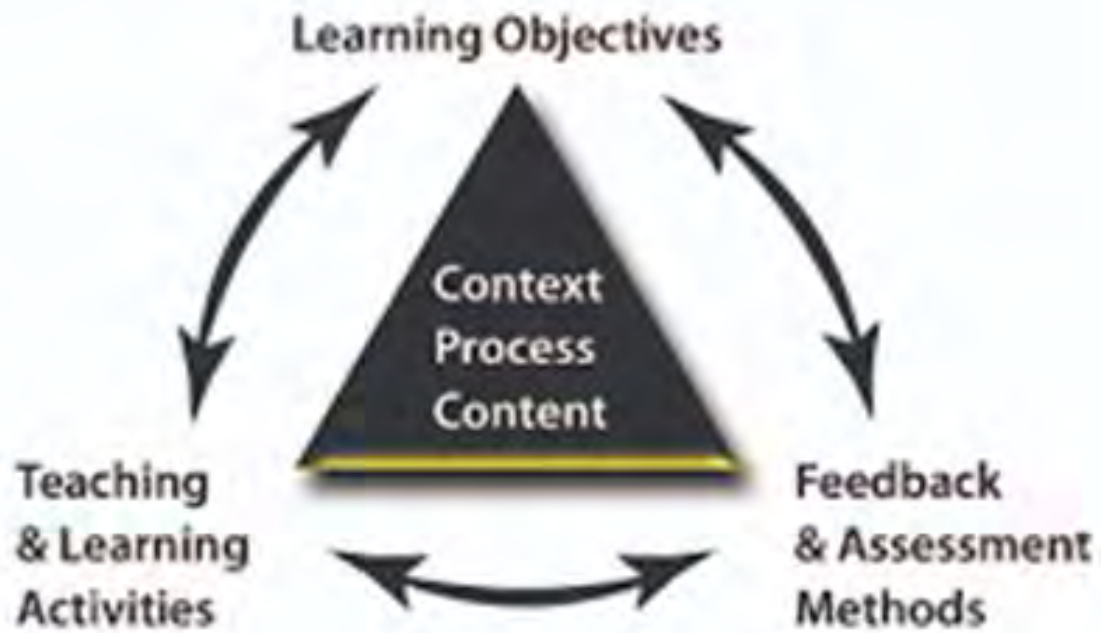 Learning Objectives
Context
Process
Content
Teaching
& Learning
Activities
Feedback
& Assessment
Methods